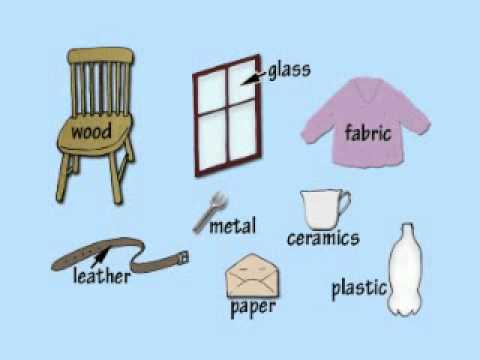 glass
wood
fabric
metal
ceramics
leather
plastic
paper